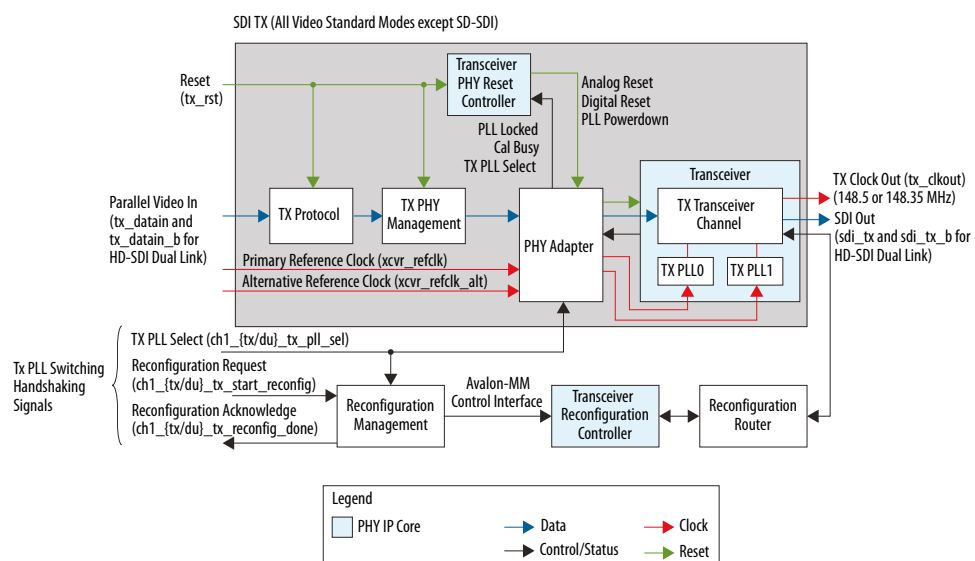 SDI TX (All Video Standard Modes except SD-SDI)
Reset
(tx_rst)
Transceiver
PHY Reset
Controller
Analog Reset
Digital Reset
PLL Powerdown
PLL Locked
Cal Busy
TX PLL Select
Parallel Video In
(tx_datain and
tx_datain_b for
HD-SDI Dual Link)
TX Protocol
TX PHY
Management
PHY Adapter
Transceiver
TX Transceiver
Channel
TX PLL0
TX PLL1
TX Clock Out (tx_clkout)
(148.5 or 148.35 MHz)
SDI Out
(sdi_tx and sdi_tx_b for
HD-SDI Dual Link)
Primary Reference Clock (xcvr_refclk)
Alternative Reference Clock (xcvr_refclk_alt)
Tx PLL Switching
Handshaking
Signals
TX PLL Select (ch1_{tx/du}_tx_pll_sel)
Reconfiguration Request
(ch1_{tx/du}_tx_start_reconfig)
Reconfiguration Acknowledge
(ch1_{tx/du}_tx_reconfig_done)
Reconfiguration
Management
Avalon-MM
Control Interface
Transceiver
Reconfiguration
Controller
Reconfiguration
Router
Legend
PHY IP Core
Data
Control/Status
Clock
Reset